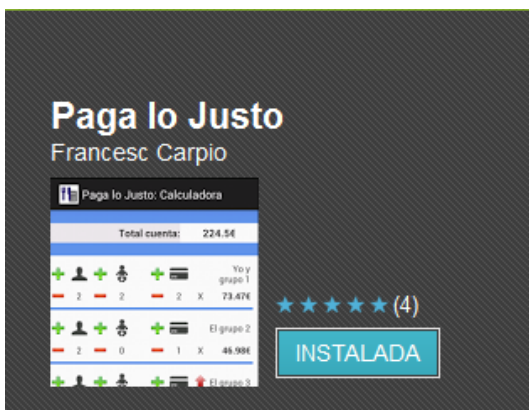 Paga lo Justo
Francesc Carpio
Paga lo Justo: Calculadora
Total cuenta: 224.5€
Yo y
grupo 1
2 2 2 X 73.47€
El grupo 2
2 0 1 X 46.98€
El grupo 3
(4)
INSTALADA